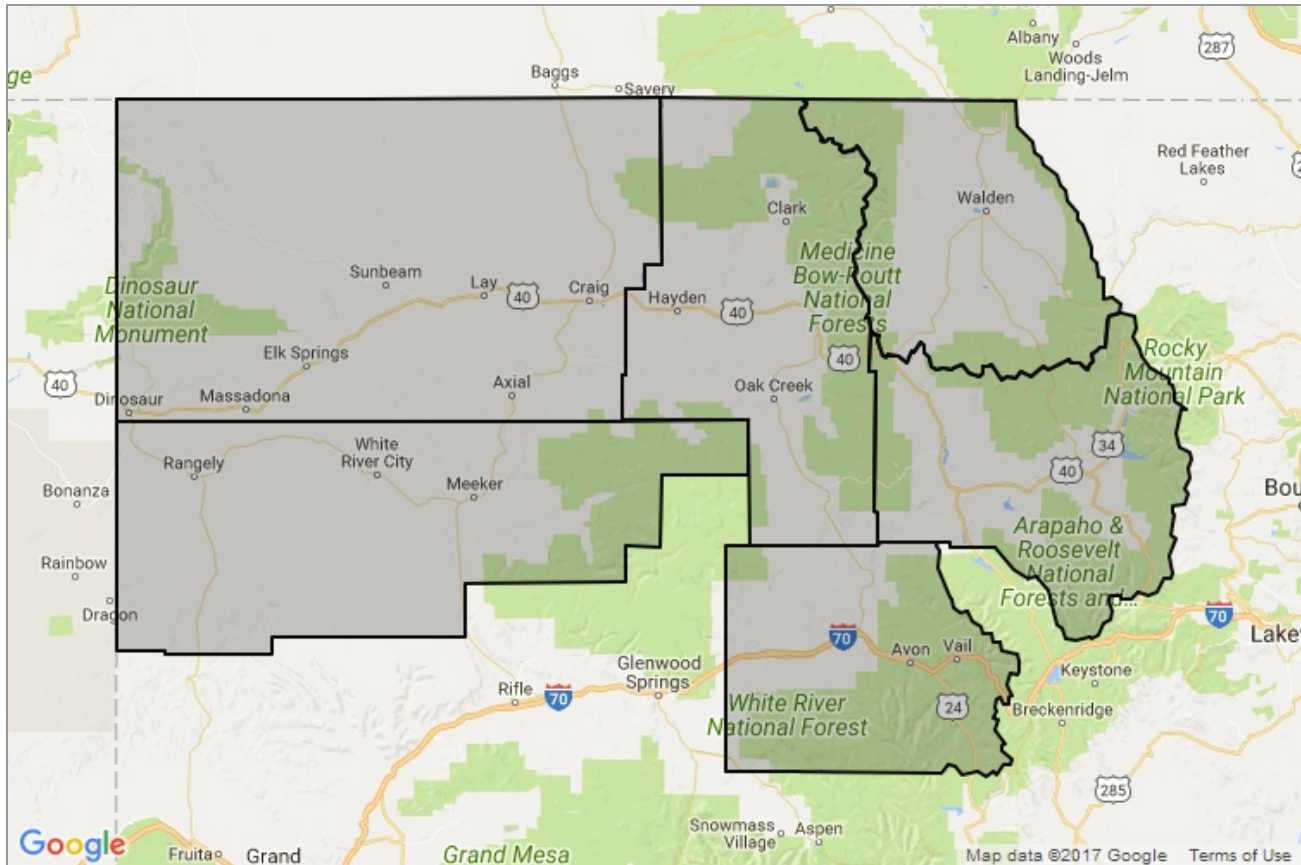 Albany
Woods
Landing-Jelm
287
Baggs
Savery
Red Feather
Lakes
Walden
Clark
Medicine
Bow-Routt
National
Forests
Sunbeam
Lay
40
Craig
Hayden
40
40
Dinosaur
National
Monument
Elk Springs
Massadona
40
Dinosaur
Axial
Oak Creek
Rocky
Mountain
National Park
34
40
White
River City
Rangely
Meeker
Bonanza
Rainbow
Dragon
Arapaho &
Roosevelt
National
Forests and...
70
Glenwood
Springs
Rifle
70
70
Avon
Vail
24
White River
National Forest
Keystone
Breckenridge
285
Snowmass
Village
Aspen
Fruita
Grand
Grand Mesa
Google
Map data ©2017 Google
Terms of Use